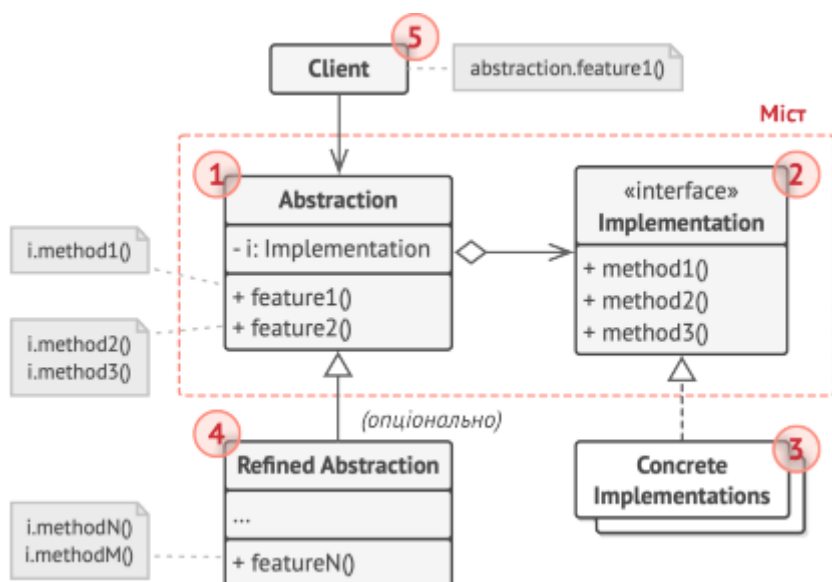 5
Client
abstraction.feature1()
Міст
1
Abstraction
- i: Implementation
+ feature1()
+ feature2()
2
«interface»
Implementation
+ method1()
+ method2()
+ method3()
i.method1()
i.method2()
i.method3()
(опціонально)
4
Refined Abstraction
...
+ featureN()
3
Concrete
Implementations
i.methodN()
i.methodM()